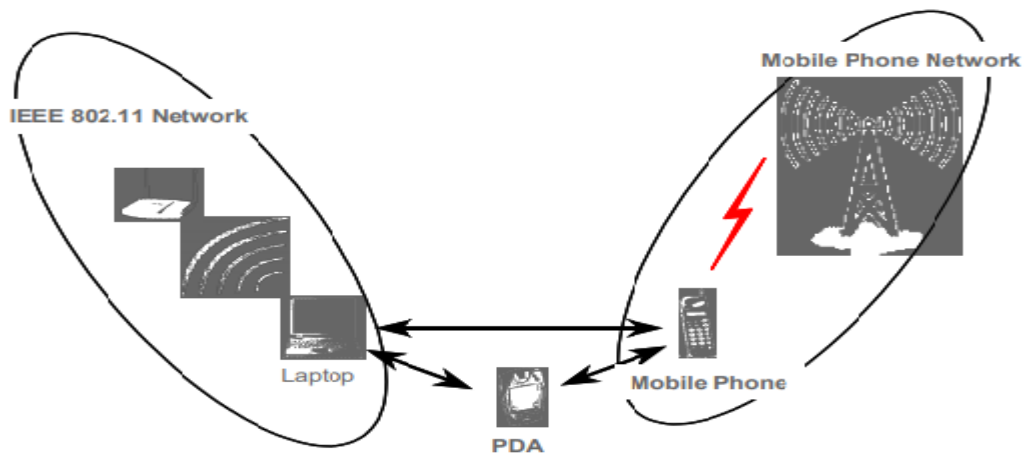 Mobile Phone Network
IEEE 802.11 Network
Laptop
Mobile Phone
PDA